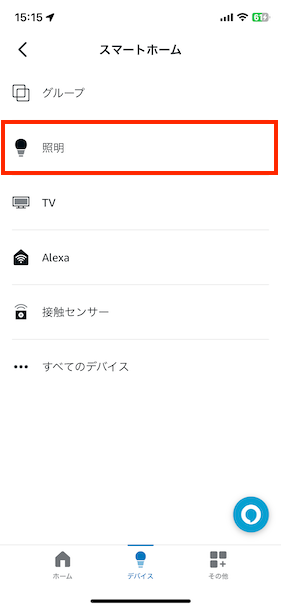 15:15
61
スマートホーム
グループ
照明
TV
Alexa
接触センサー
すべてのデバイス
ホーム
デバイス
その他